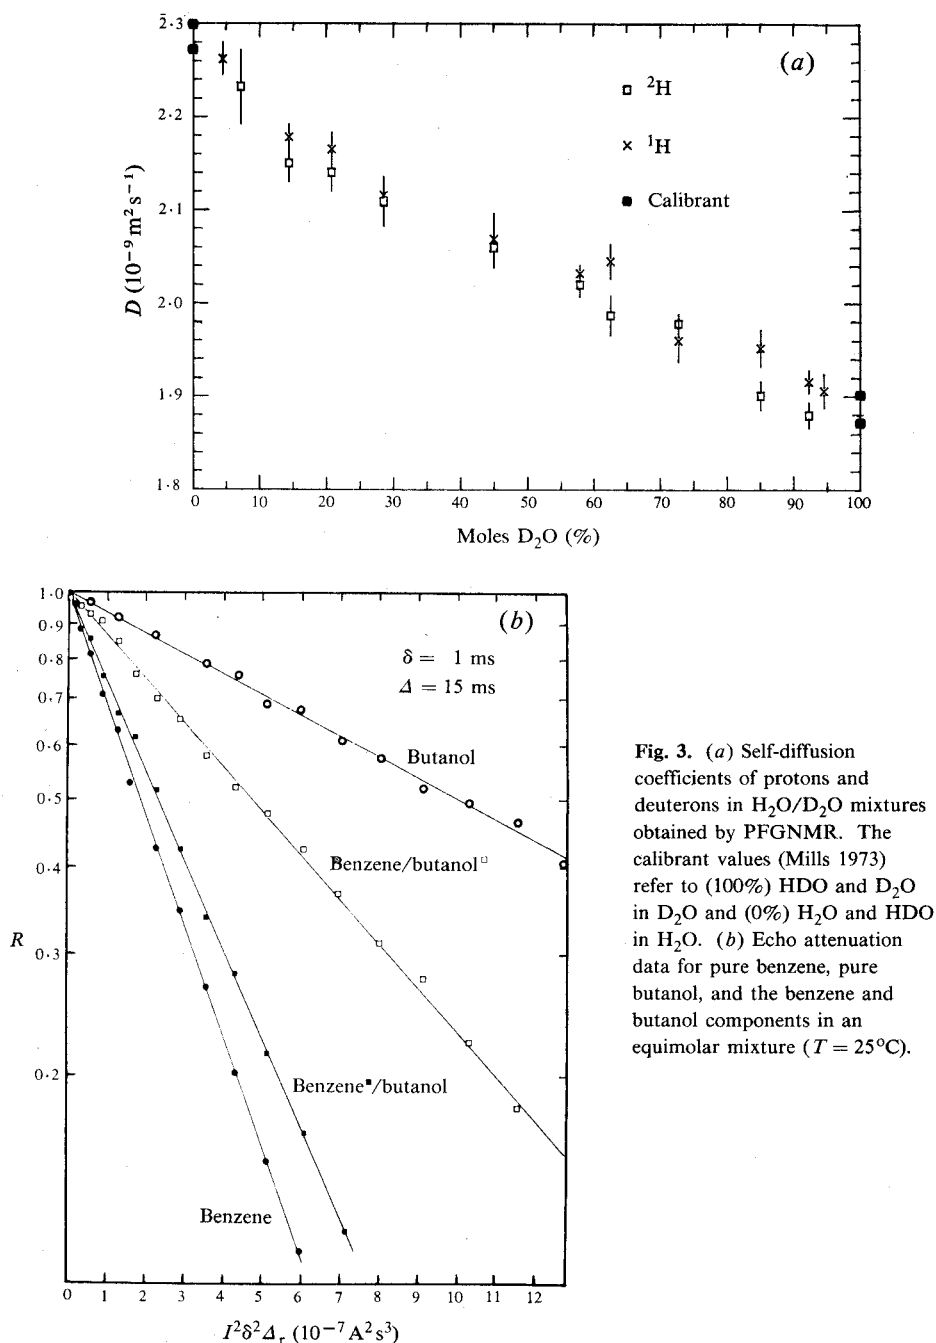 (a)
2·3
2·2
2·1
2·0
1·9
1·8
D (10⁻⁹ m² s⁻¹)
²H
¹H
Calibrant
0 10 20 30 40 50 60 70 80 90 100
Moles D₂O (%)
(b)
1·0
0·9
0·8
0·7
0·6
0·5
0·4
0·3
0·2
R
δ = 1 ms
Δ = 15 ms
Butanol
Benzene/butanol□
Benzene■/butanol
Benzene
0 1 2 3 4 5 6 7 8 9 10 11 12
I²δ²Δᵣ (10⁻⁷ A² s³)
Fig. 3. (a) Self-diffusion
coefficients of protons and
deuterons in H₂O/D₂O mixtures
obtained by PFGNMR. The
calibrant values (Mills 1973)
refer to (100%) HDO and D₂O
in D₂O and (0%) H₂O and HDO
in H₂O. (b) Echo attenuation
data for pure benzene, pure
butanol, and the benzene and
butanol components in an
equimolar mixture (T = 25°C).